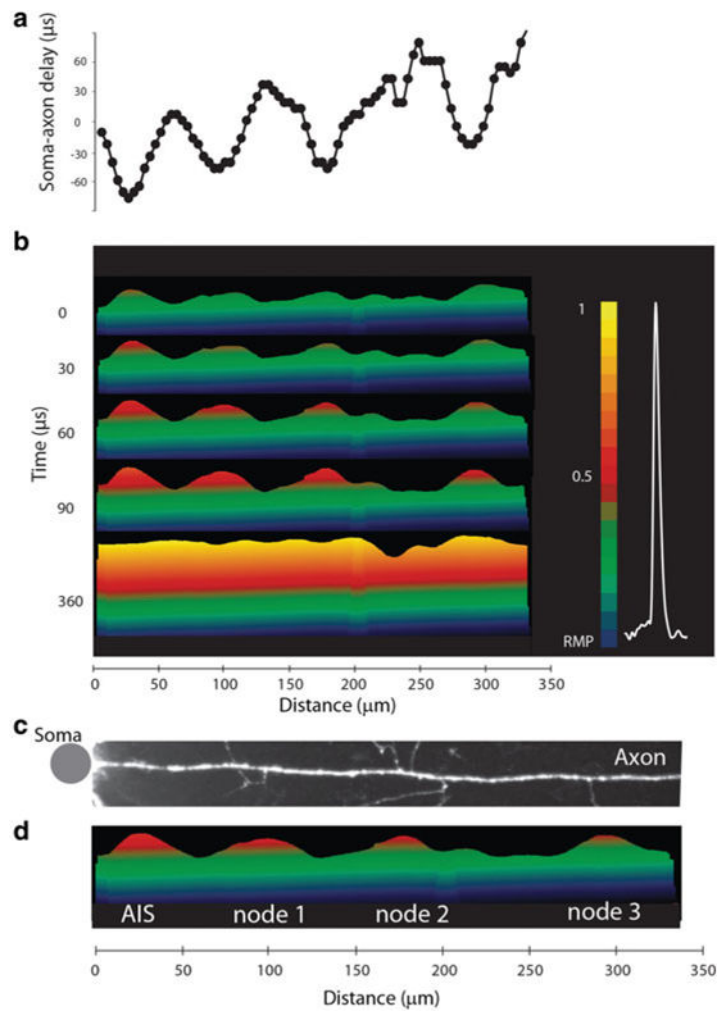 a
Soma-axon delay (µs)
60
30
0
-30
-60
b
Time (µs)
0
30
60
90
360
1
0.5
RMP
0 50 100 150 200 250 300 350
Distance (µm)
c
Soma
Axon
d
AIS node 1 node 2 node 3
0 50 100 150 200 250 300 350
Distance (µm)